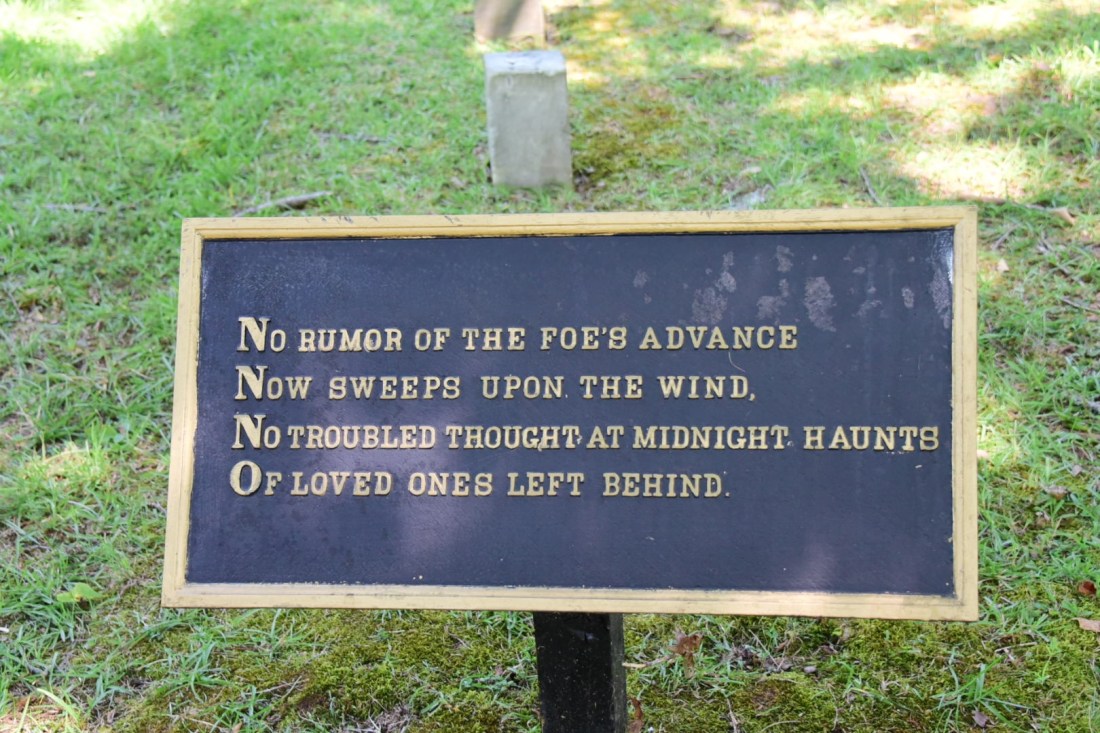 NO RUMOR OF THE FOE'S ADVANCE
NOW SWEEPS UPON THE WIND,
NO TROUBLED THOUGHT AT MIDNIGHT HAUNTS
OF LOVED ONES LEFT BEHIND.